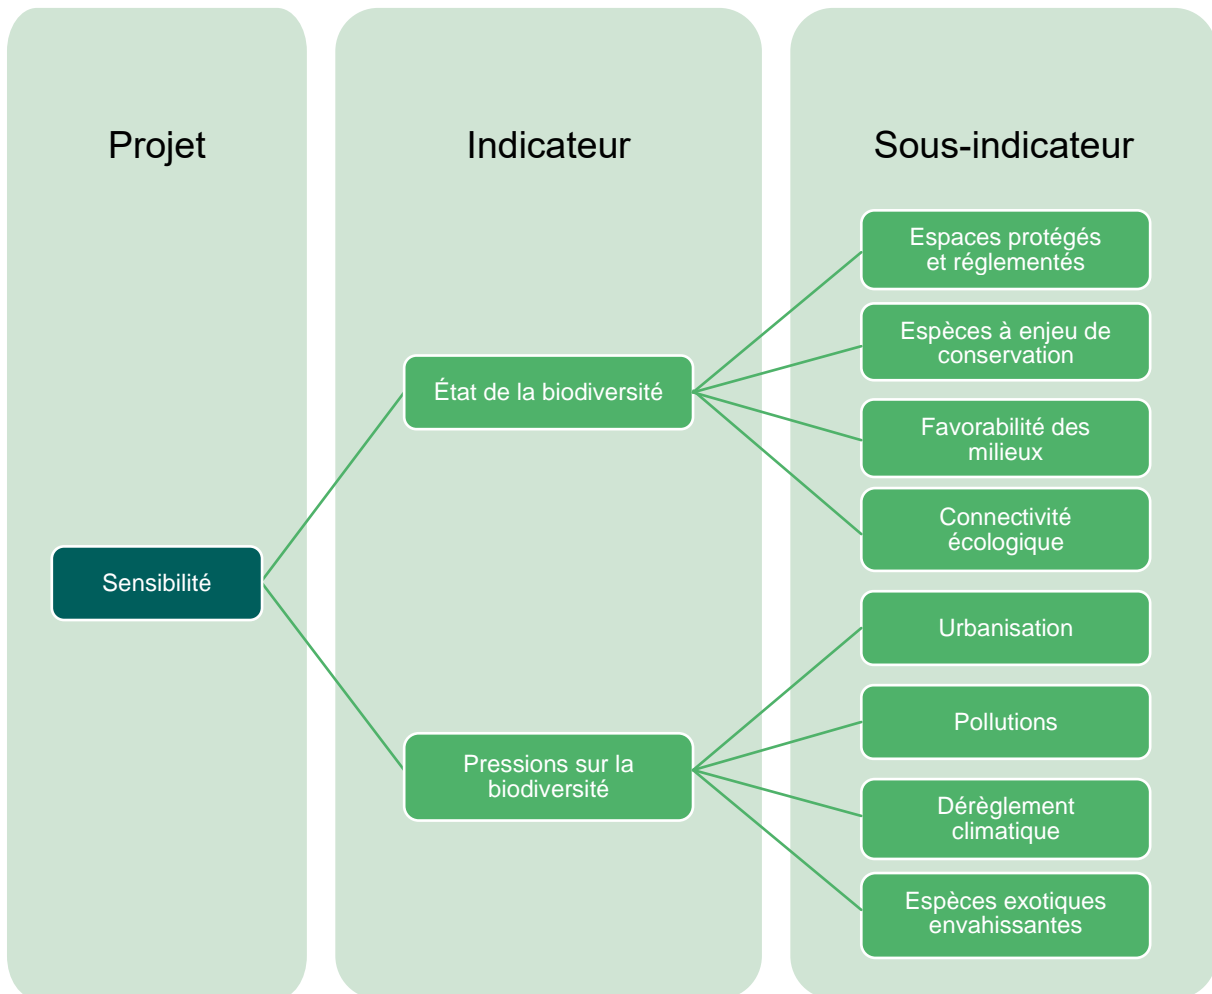 Projet
Indicateur
Sous-indicateur
Espaces protégés
et réglementés
Espèces à enjeu de
conservation
État de la biodiversité
Favorabilité des
milieux
Connectivité
écologique
Sensibilité
Urbanisation
Pollutions
Pressions sur la
biodiversité
Dérèglement
climatique
Espèces exotiques
envahissantes